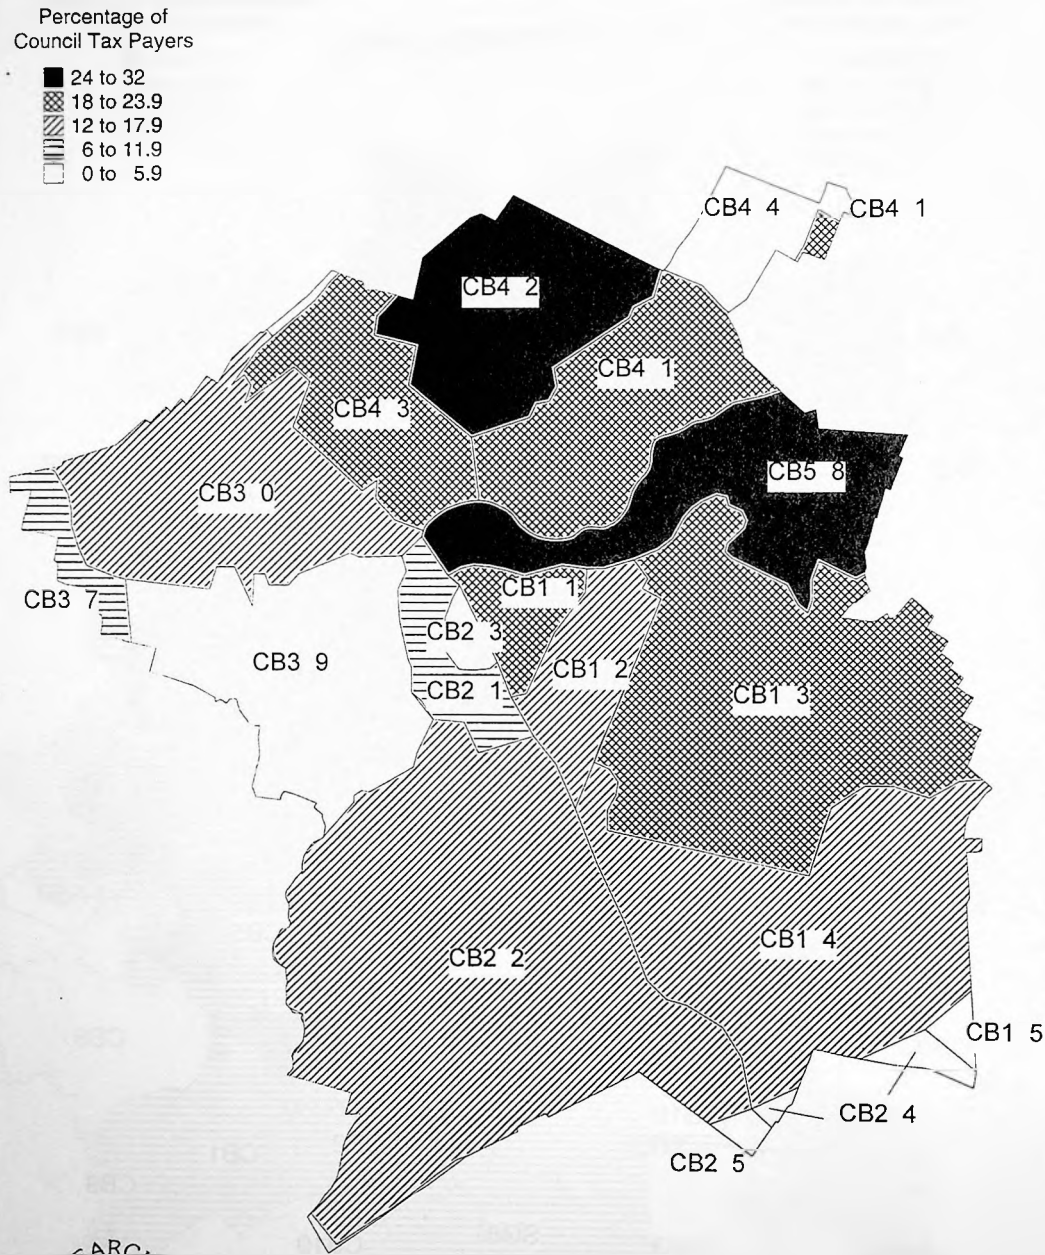 Percentage of
Council Tax Payers
24 to 32
18 to 23.9
12 to 17.9
6 to 11.9
0 to 5.9
CB4 4
CB4 1
CB4 2
CB4 1
CB4 3
CB5 8
CB3 0
CB1 1
CB3 7
CB2 3
CB3 9
CB1 2
CB2 1
CB1 3
CB1 4
CB2 2
CB1 5
CB2 4
CB2 5